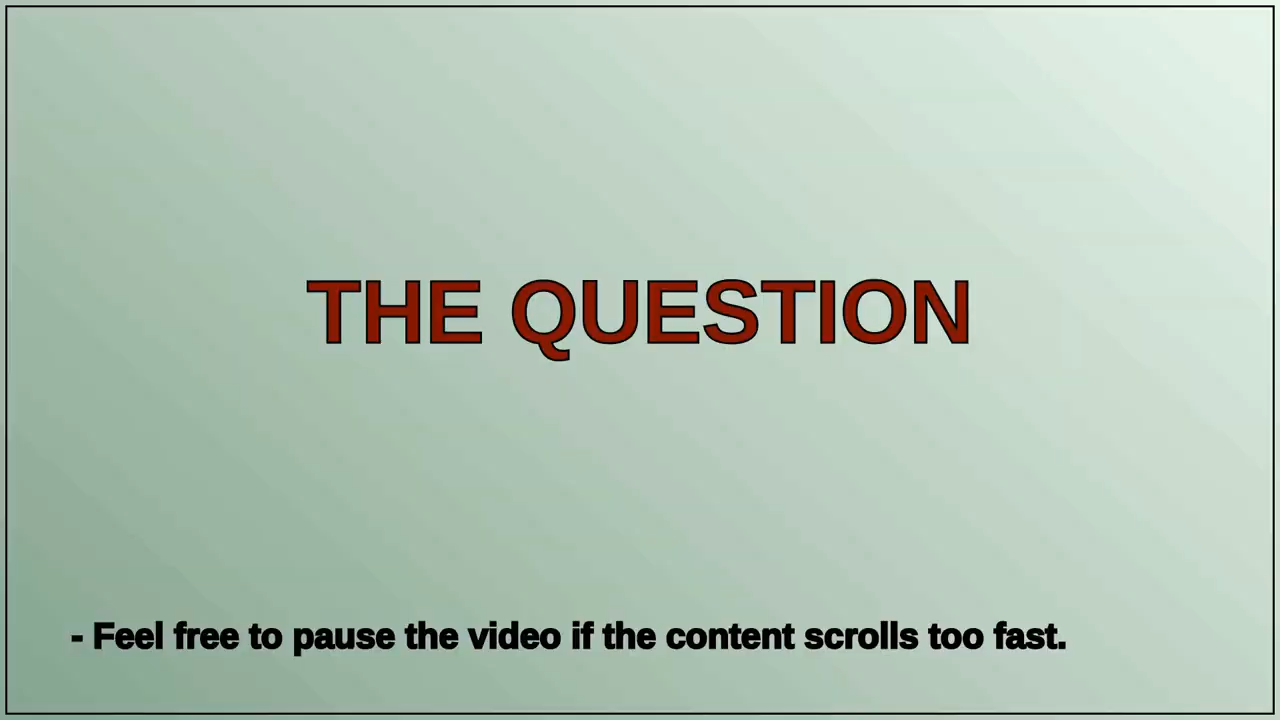 THE QUESTION
- Feel free to pause the video if the content scrolls too fast.